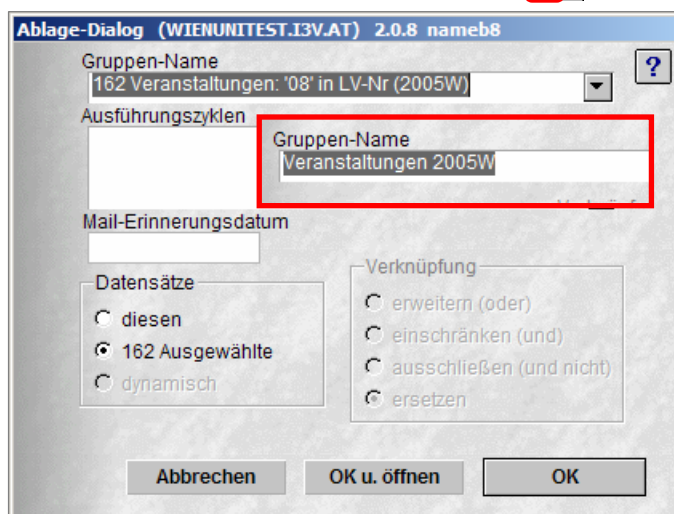 Ablage-Dialog (WIENUNITEST.I3V.AT) 2.0.8 nameb8
Gruppen-Name
162 Veranstaltungen: '08' in LV-Nr (2005W)
?
Ausführungszyklen
Gruppen-Name
Veranstaltungen 2005W
Mail-Erinnerungsdatum
Datensätze
diesen
162 Ausgewählte
dynamisch
Verknüpfung
erweitern (oder)
einschränken (und)
ausschließen (und nicht)
ersetzen
Abbrechen
OK u. öffnen
OK